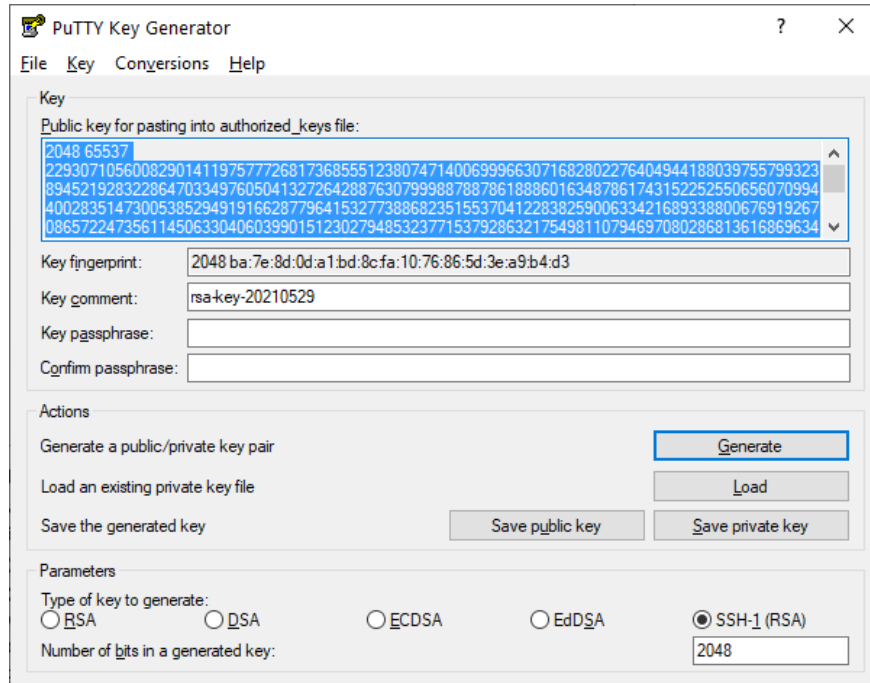 PuTTY Key Generator ? ×
File Key Conversions Help
Key
Public key for pasting into authorized_keys file:
2048 65537
22930710560082901411975777268173685551238074714006999663071682802276404944188039755799323
89452192832286470334976050413272642887630799988788786188860163487861743152252550656070994
40028351473005385294919166287796415327738868235155370412283825900633421689338800676919267
08657224735611450633040603990151230279485323771537928632175498110794697080286813616869634
Key fingerprint: 2048 ba:7e:8d:0d:a1:bd:8c:fa:10:76:86:5d:3e:a9:b4:d3
Key comment: rsa-key-20210529
Key passphrase:
Confirm passphrase:
Actions
Generate a public/private key pair Generate
Load an existing private key file Load
Save the generated key Save public key Save private key
Parameters
Type of key to generate:
RSA DSA ECDSA EdDSA SSH-1 (RSA)
Number of bits in a generated key: 2048